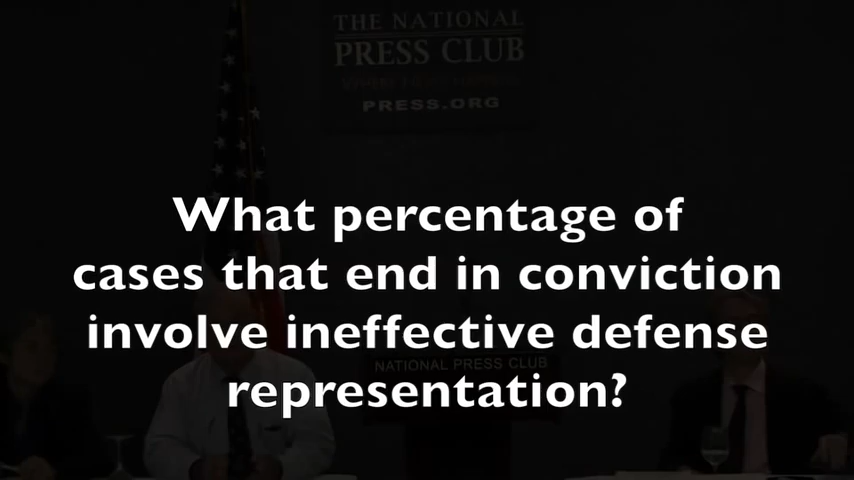 THE NATIONAL
PRESS CLUB
PRESS.ORG
What percentage of
cases that end in conviction
involve ineffective defense
NATIONAL PRESS CLUB
representation?